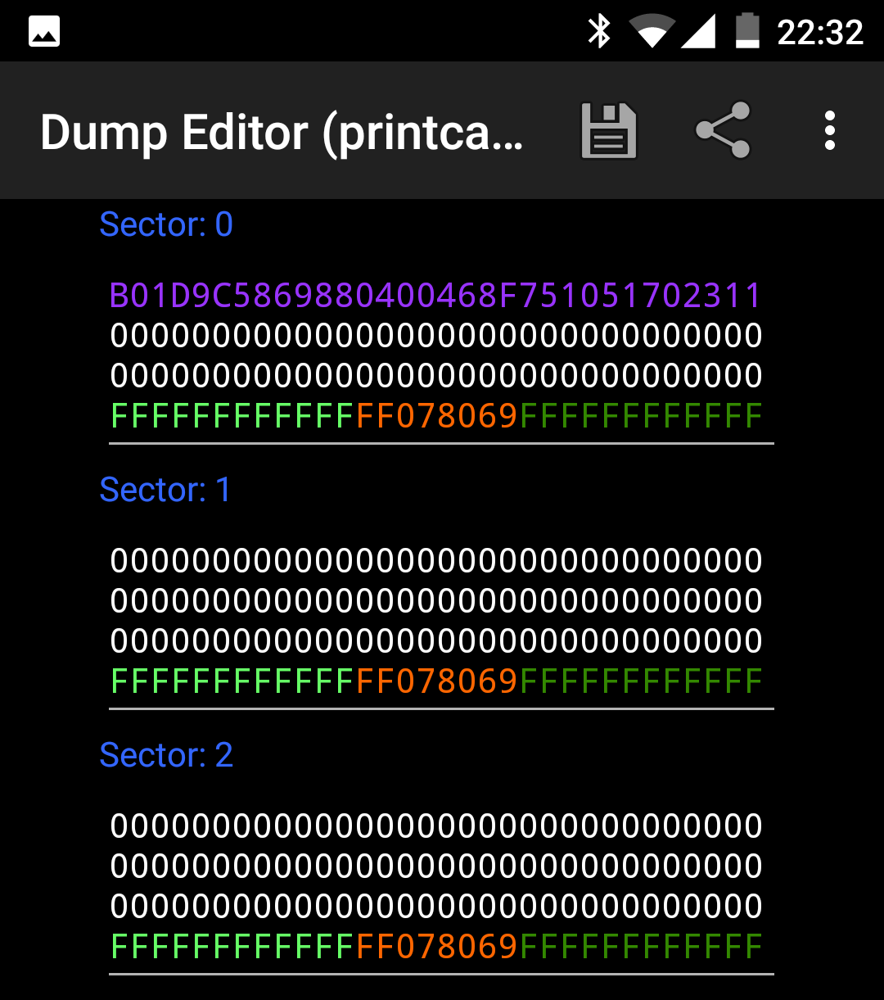 22:32
Dump Editor (printca...
Sector: 0
B01D9C5869880400468F751051702311
00000000000000000000000000000000
00000000000000000000000000000000
FFFFFFFFFFFFFF078069FFFFFFFFFFFF
Sector: 1
00000000000000000000000000000000
00000000000000000000000000000000
00000000000000000000000000000000
FFFFFFFFFFFFFF078069FFFFFFFFFFFF
Sector: 2
00000000000000000000000000000000
00000000000000000000000000000000
00000000000000000000000000000000
FFFFFFFFFFFFFF078069FFFFFFFFFFFF